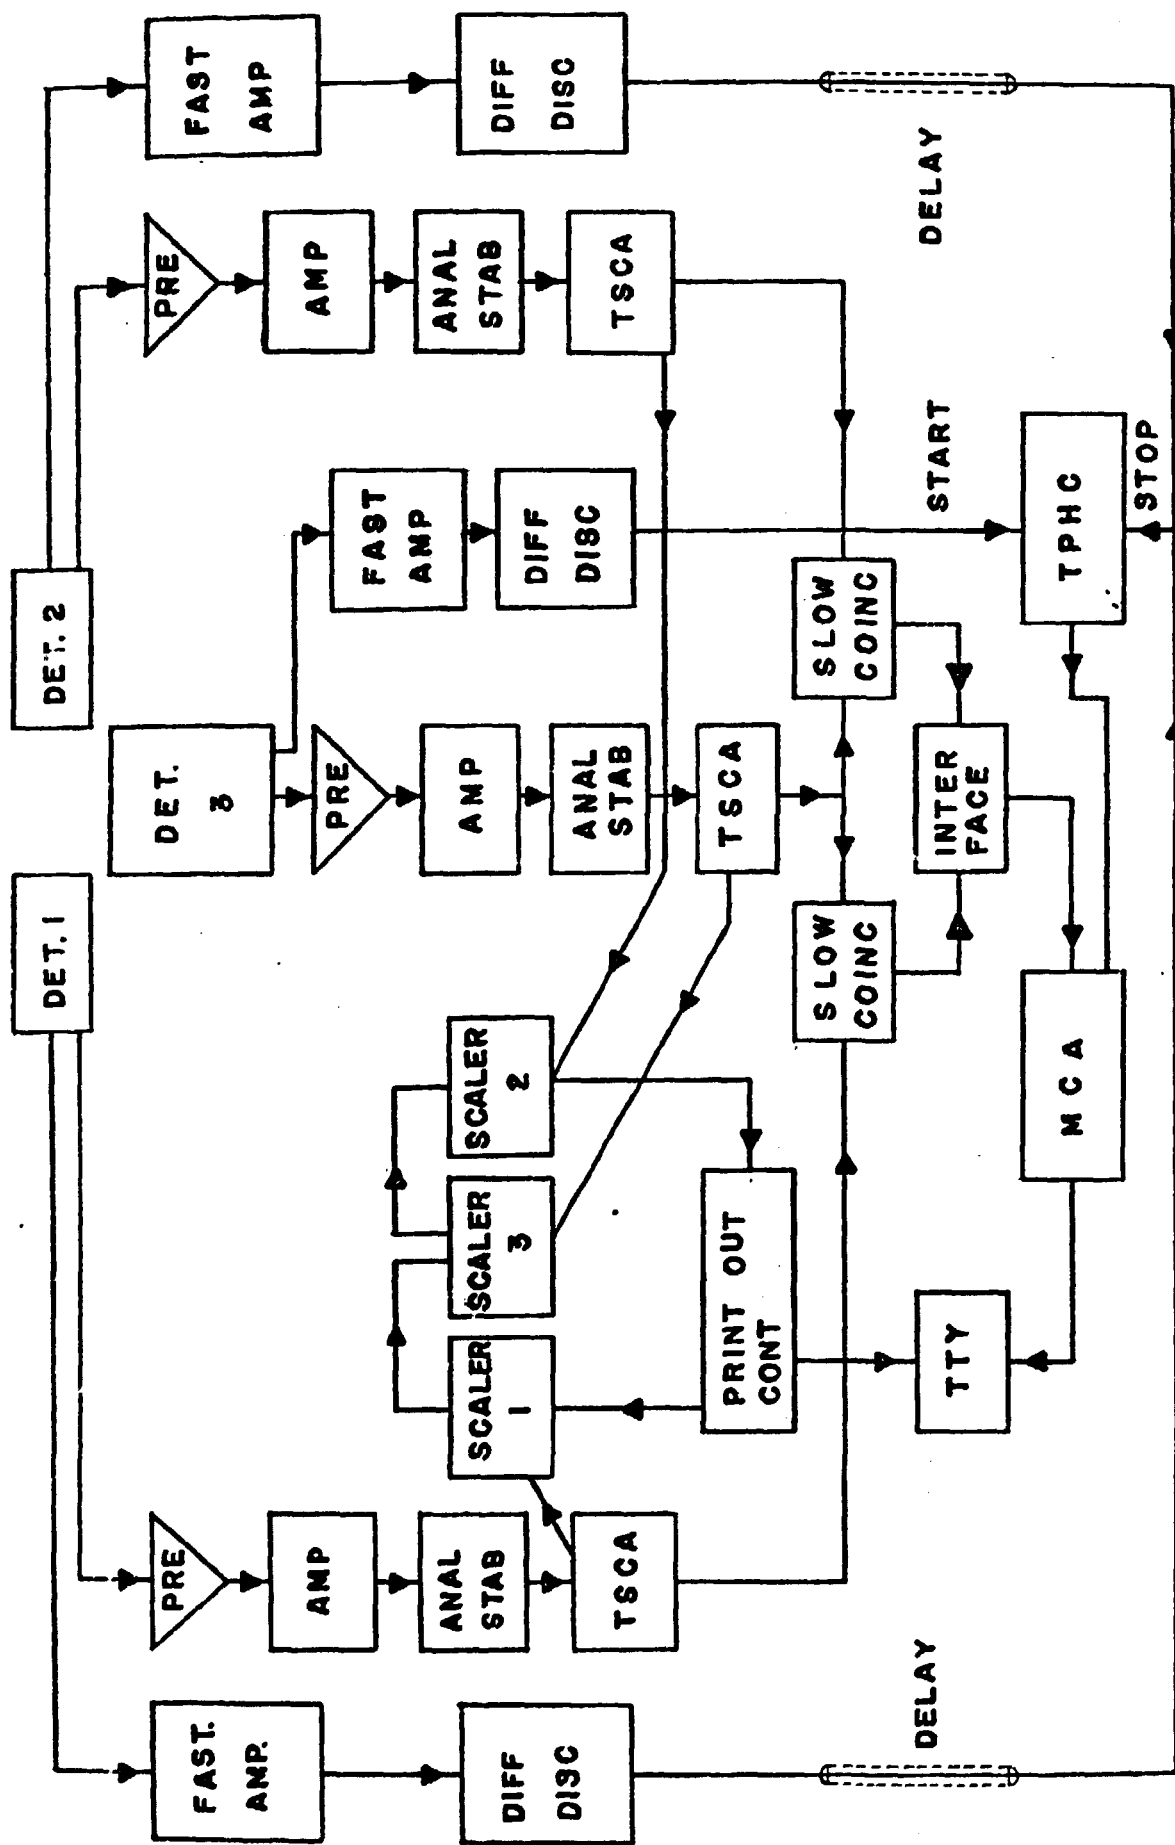 DET. 1
DET. 3
DET. 2
FAST.
AMP.
PRE
PRE
FAST
AMP
PRE
FAST
AMP
AMP
AMP
AMP
DIFF
DISC
ANAL
STAB
SCALER
1
SCALER
3
SCALER
2
ANAL
STAB
DIFF
DISC
ANAL
STAB
DIFF
DISC
TSCA
TSCA
TSCA
PRINT OUT
CONT
SLOW
COINC
SLOW
COINC
DELAY
TTY
INTER
FACE
START
DELAY
MCA
TPHC
STOP